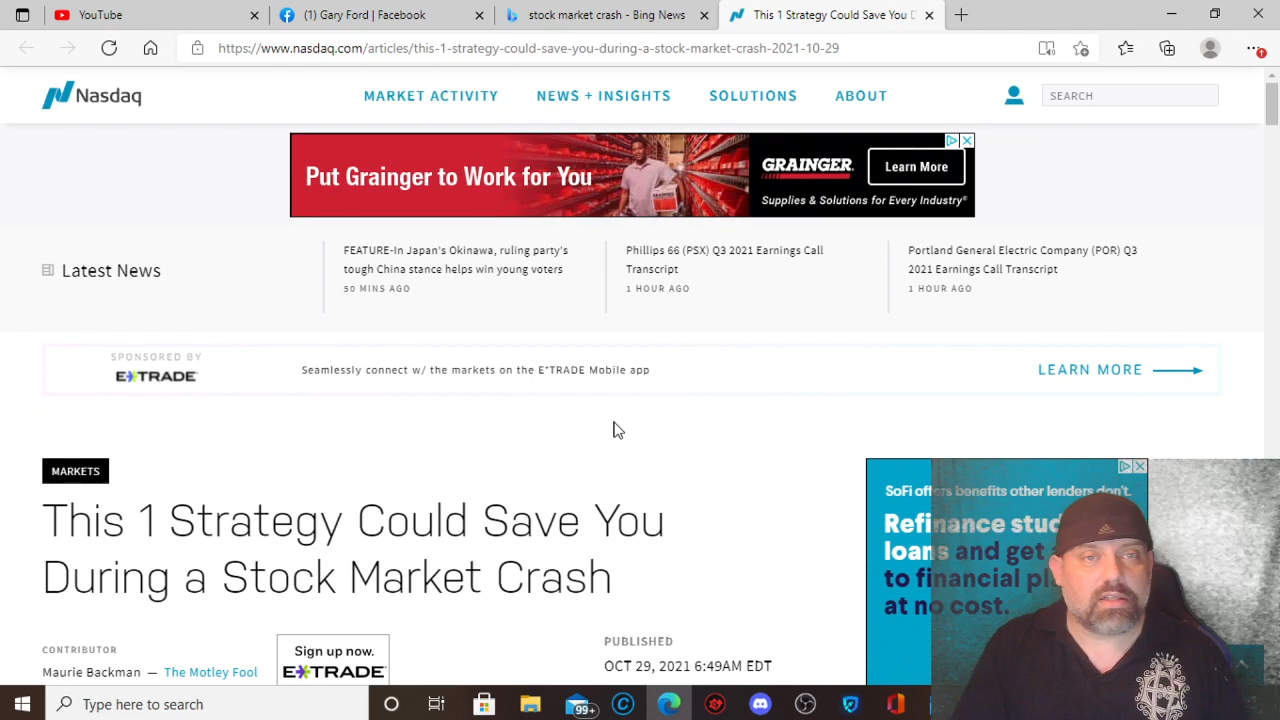 YouTube
(1) Gary Ford | Facebook
stock market crash - Bing News
This 1 Strategy Could Save You D
https://www.nasdaq.com/articles/this-1-strategy-could-save-you-during-a-stock-market-crash-2021-10-29
Nasdaq
MARKET ACTIVITY
NEWS + INSIGHTS
SOLUTIONS
ABOUT
SEARCH
Put Grainger to Work for You
GRAINGER
Learn More
Supplies & Solutions for Every Industry®
Latest News
FEATURE-In Japan's Okinawa, ruling party's
tough China stance helps win young voters
50 MINS AGO
Phillips 66 (PSX) Q3 2021 Earnings Call
Transcript
1 HOUR AGO
Portland General Electric Company (POR) Q3
2021 Earnings Call Transcript
1 HOUR AGO
SPONSORED BY
E*TRADE
Seamlessly connect w/ the markets on the E*TRADE Mobile app
LEARN MORE
MARKETS
This 1 Strategy Could Save You
During a Stock Market Crash
CONTRIBUTOR
Maurie Backman — The Motley Fool
Sign up now.
E*TRADE
PUBLISHED
OCT 29, 2021 6:49AM EDT
SoFi offers benefits other lenders don't.
Refinance stud
loans and get
to financial pl
at no cost.
Type here to search
99+